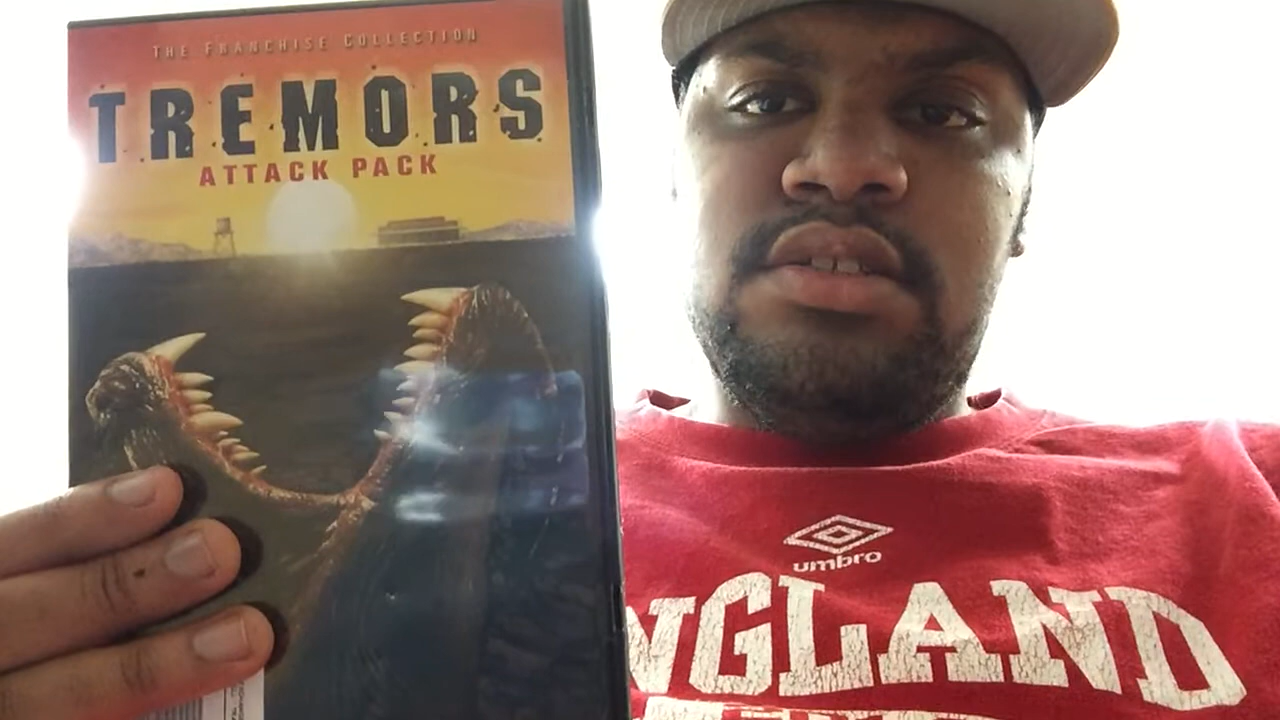 THE FRANCHISE COLLECTION
TREMORS
ATTACK PACK
umbro
NGLAND